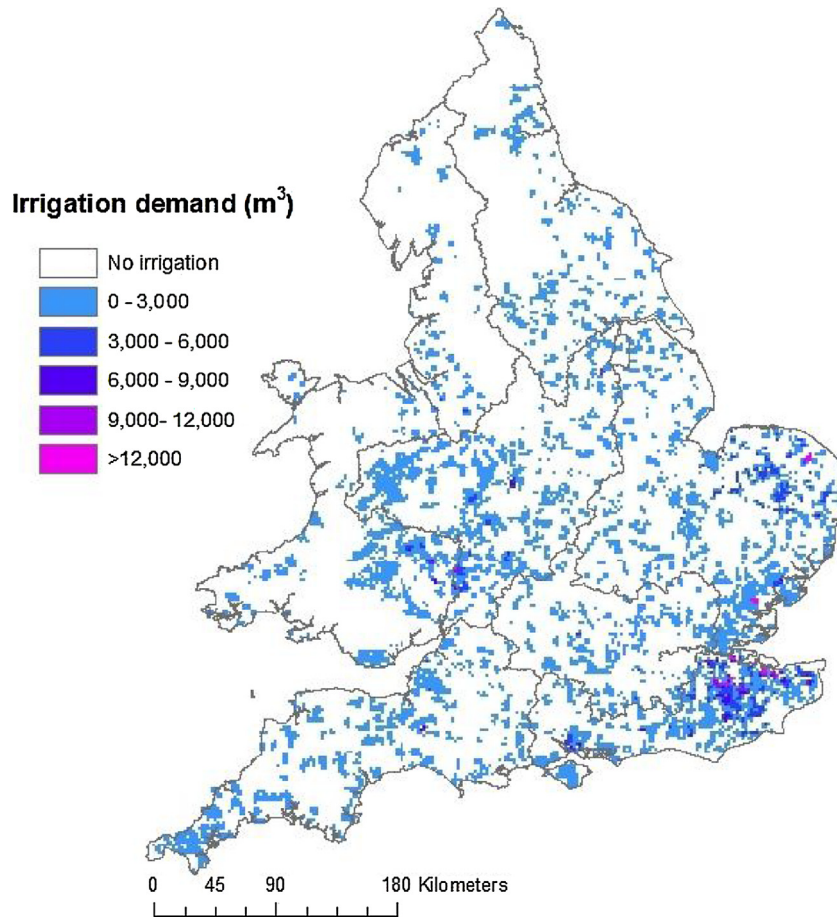 Irrigation demand (m³)
No irrigation
0 - 3,000
3,000 - 6,000
6,000 - 9,000
9,000- 12,000
>12,000
0 45 90 180 Kilometers